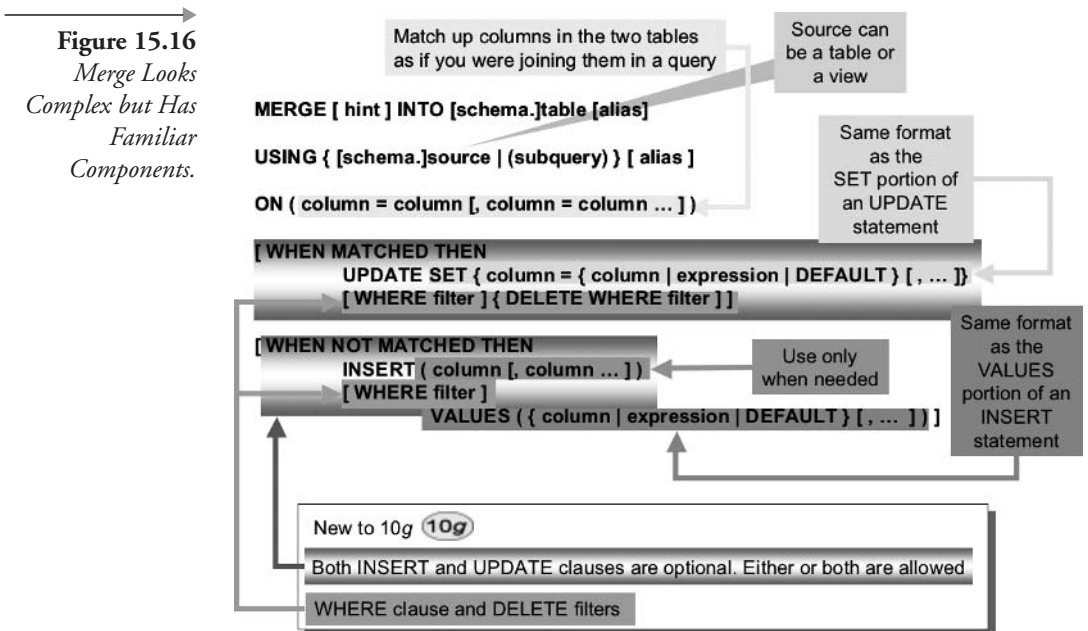 Figure 15.16
Merge Looks
Complex but Has
Familiar
Components.
Match up columns in the two tables
as if you were joining them in a query
Source can
be a table or
a view
MERGE [ hint ] INTO [schema.]table [alias]
USING { [schema.]source | (subquery) } [ alias ]
ON ( column = column [, column = column ... ] )
Same format
as the
SET portion of
an UPDATE
statement
[ WHEN MATCHED THEN
UPDATE SET { column = { column | expression | DEFAULT } [ , ... ]}
[ WHERE filter ] { DELETE WHERE filter ] ]
[ WHEN NOT MATCHED THEN
INSERT ( column [, column ... ] )
[ WHERE filter ]
VALUES ( { column | expression | DEFAULT } [ , ... ] ) ]
Use only
when needed
Same format
as the
VALUES
portion of an
INSERT
statement
New to 10g 10g
Both INSERT and UPDATE clauses are optional. Either or both are allowed
WHERE clause and DELETE filters